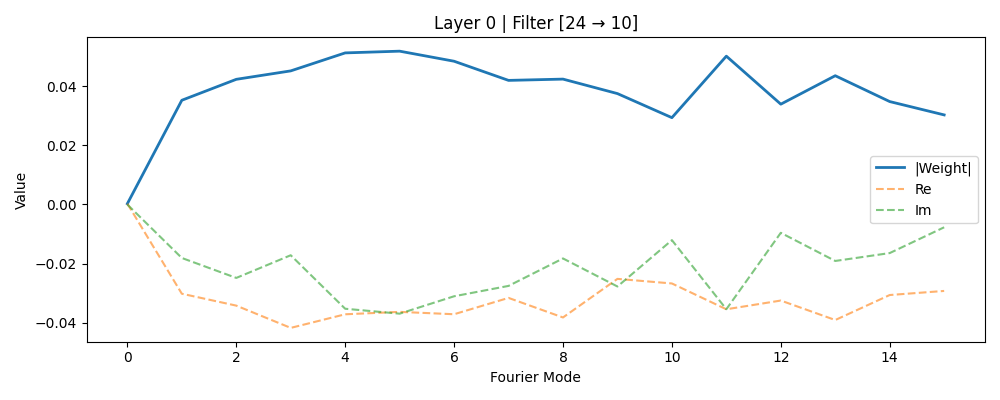 Layer 0 | Filter [24 → 10]
Value
0.04
0.02
0.00
−0.02
−0.04
|Weight|
Re
Im
0 2 4 6 8 10 12 14
Fourier Mode